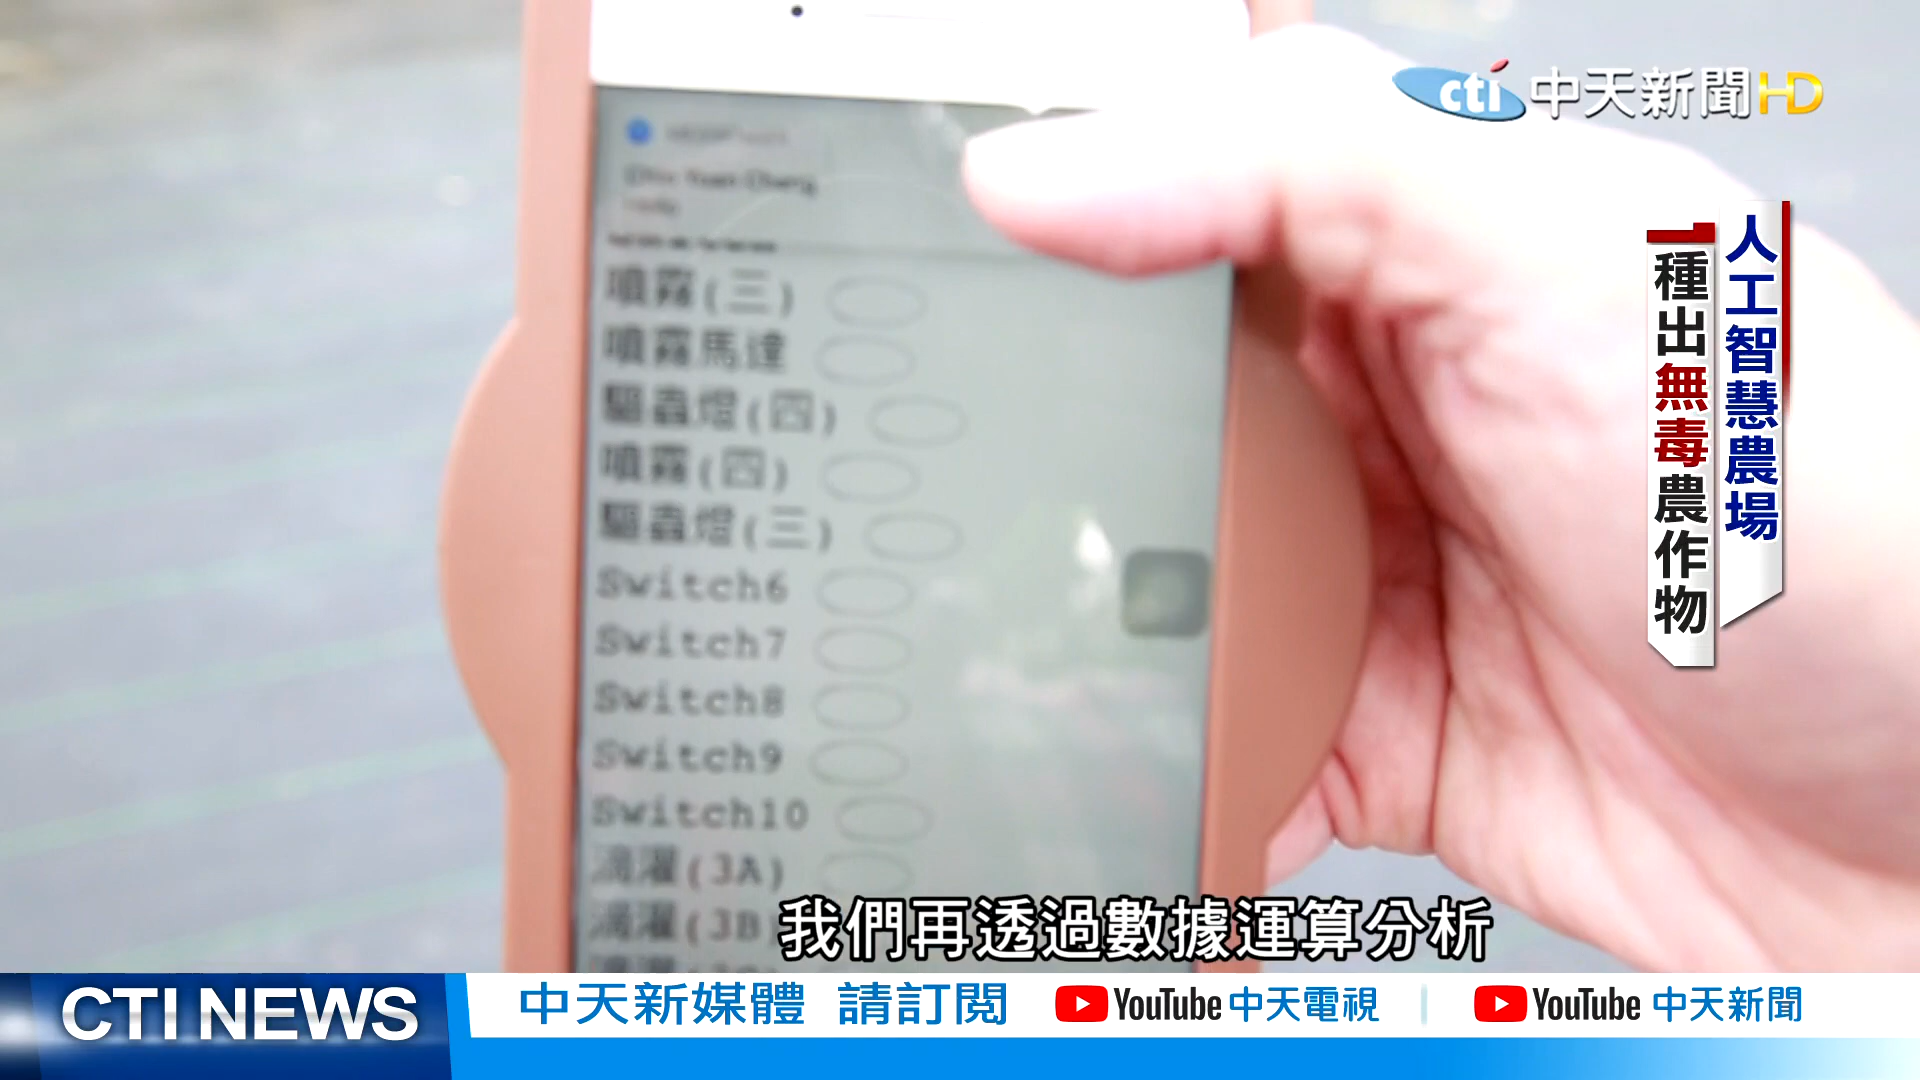 cti 中天新聞HD
人工智慧農場
種出無毒農作物
噴霧(三)
噴霧馬達
驅蟲燈(四)
噴霧(四)
驅蟲燈(三)
Switch6
Switch7
Switch8
Switch9
Switch10
滴灌(3A)
滴灌(3B)
我們再透過數據運算分析
CTI NEWS
中天新媒體 請訂閱 YouTube 中天電視 | YouTube 中天新聞